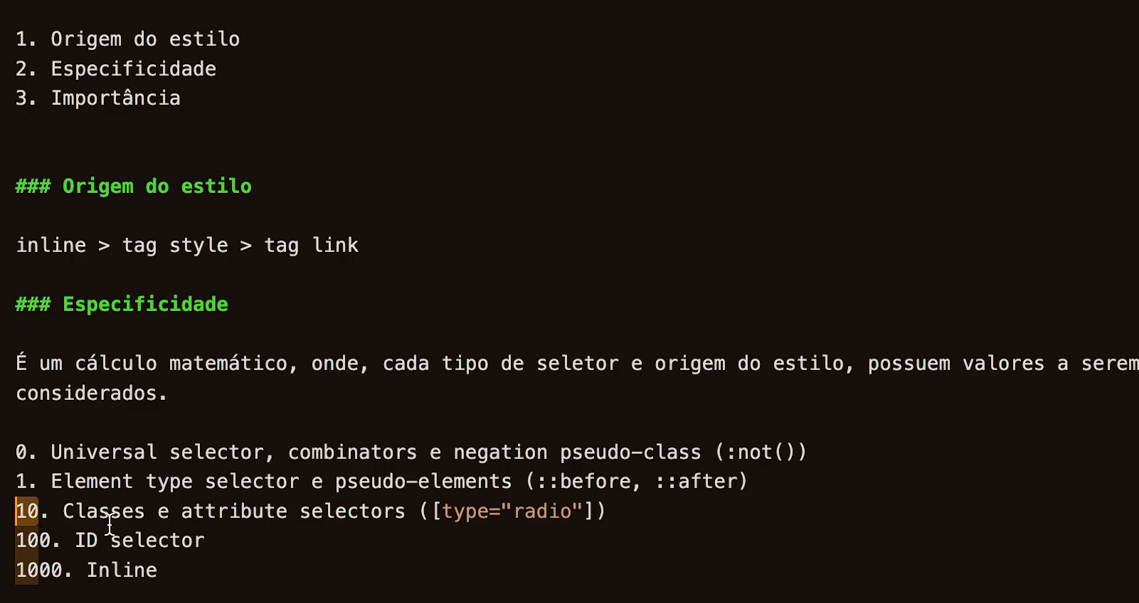 1. Origem do estilo
2. Especificidade
3. Importância
### Origem do estilo
inline > tag style > tag link
### Especificidade
É um cálculo matemático, onde, cada tipo de seletor e origem do estilo, possuem valores a serem
considerados.
0. Universal selector, combinators e negation pseudo-class (:not())
1. Element type selector e pseudo-elements (::before, ::after)
10. Classes e attribute selectors ([type="radio"])
100. ID selector
1000. Inline